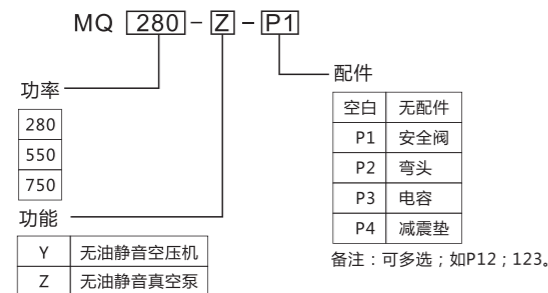 MQ 280-Z-P1
功率
280
550
750
功能
Y 无油静音空压机
Z 无油静音真空泵
配件
空白 无配件
P1 安全阀
P2 弯头
P3 电容
P4 减震垫
备注：可多选；如P12；123。